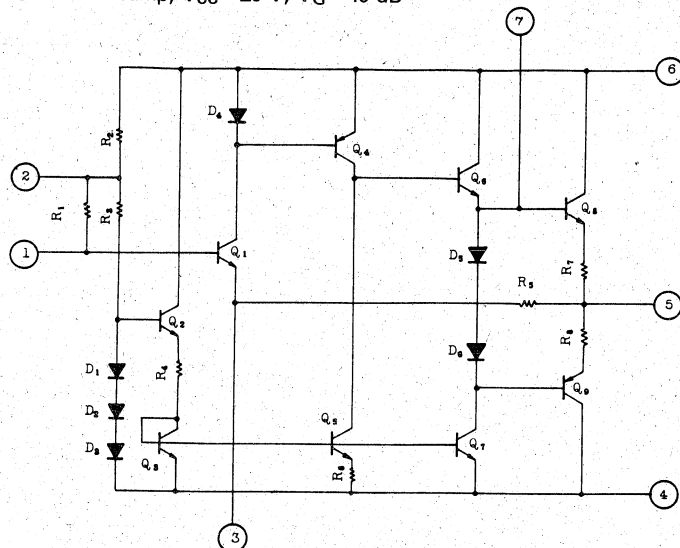 7
6
D₄
Q₄
R₂
Q₆
Q₈
2
R₁
R₃
1
Q₁
D₅
R₇
R₅
5
Q₂
R₈
D₆
D₁
R₄
Q₉
D₂
Q₅
D₃
Q₃
R₆
Q₇
4
3